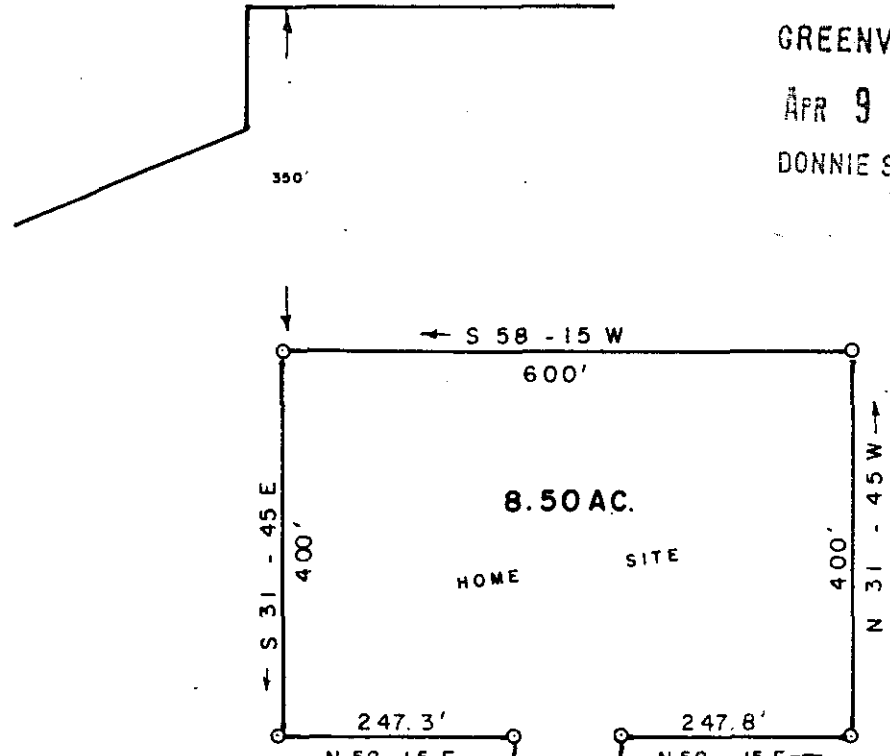 GREENV
APR 9
DONNIE S
350'
S 58 - 15 W
600'
8.50 AC.
HOME SITE
S 31 - 45 E
400'
400'
N 31 - 45 W
247.3'
247.8'